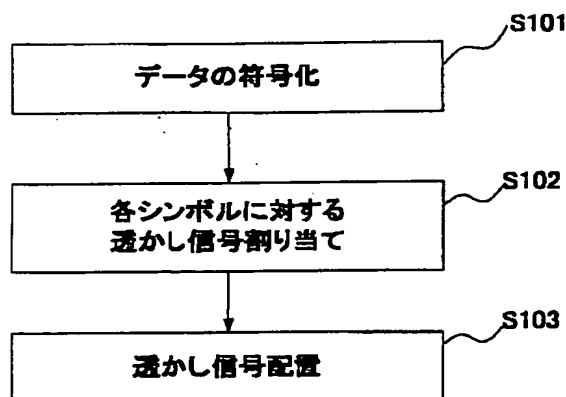 S101
データの符号化
S102
各シンボルに対する
透かし信号割り当て
S103
透かし信号配置